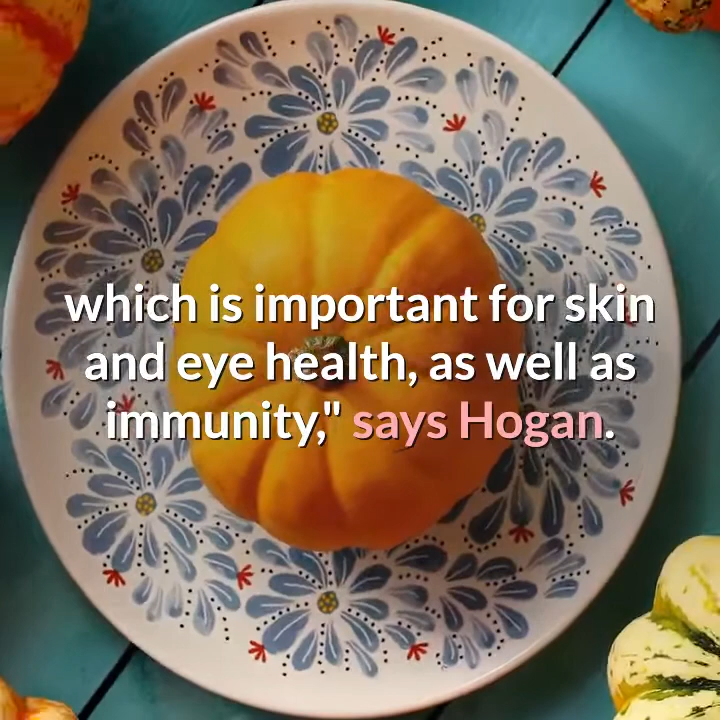 which is important for skin
and eye health, as well as
immunity," says Hogan.